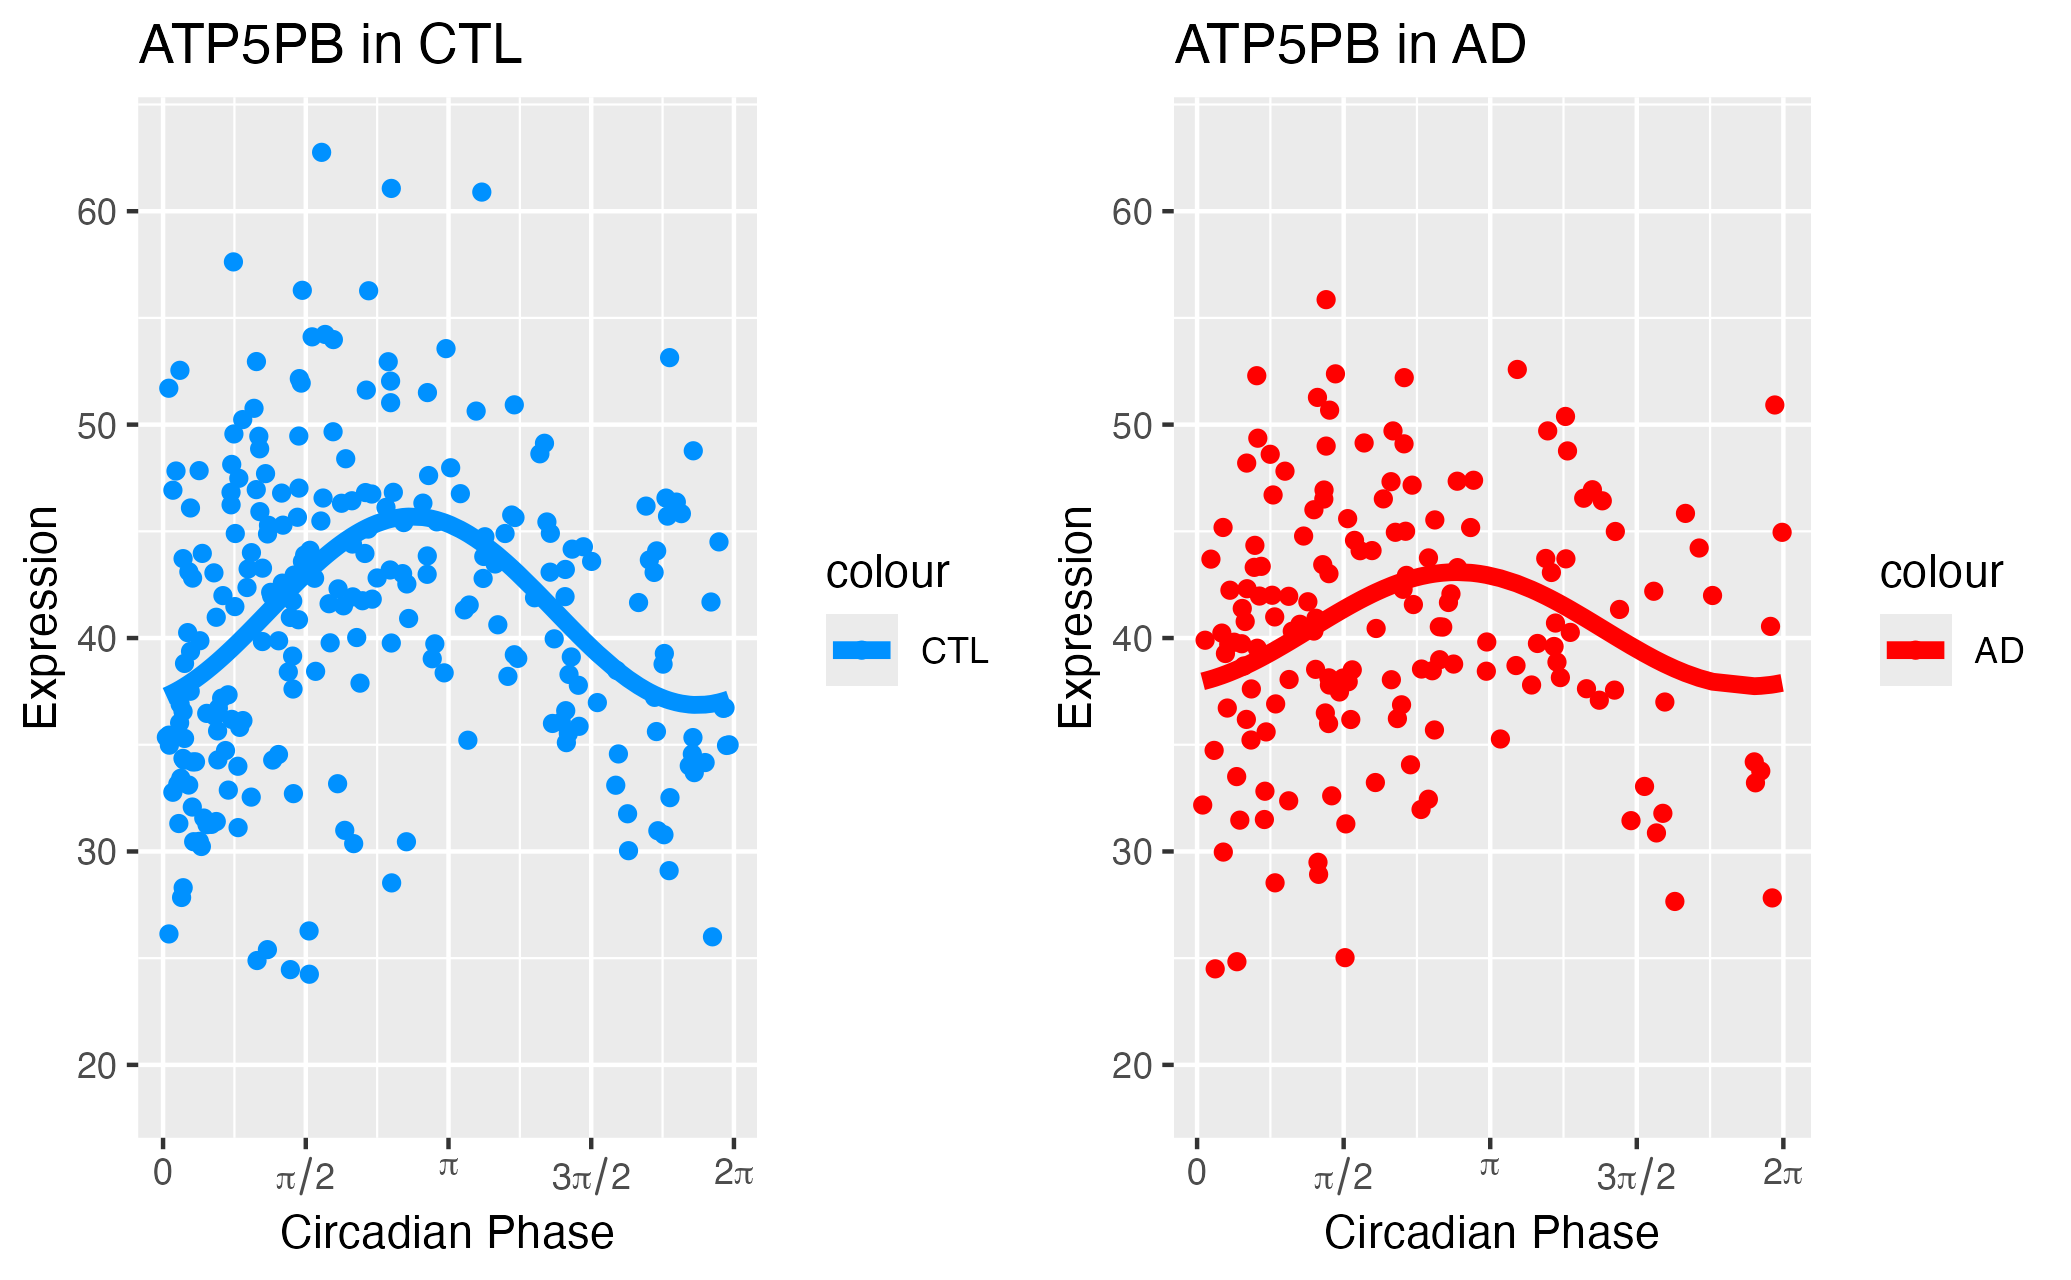 ATP5PB in CTL
Expression
60
50
40
30
20
0
π/2
π
3π/2
2π
Circadian Phase
colour
CTL
ATP5PB in AD
Expression
60
50
40
30
20
0
π/2
π
3π/2
2π
Circadian Phase
colour
AD